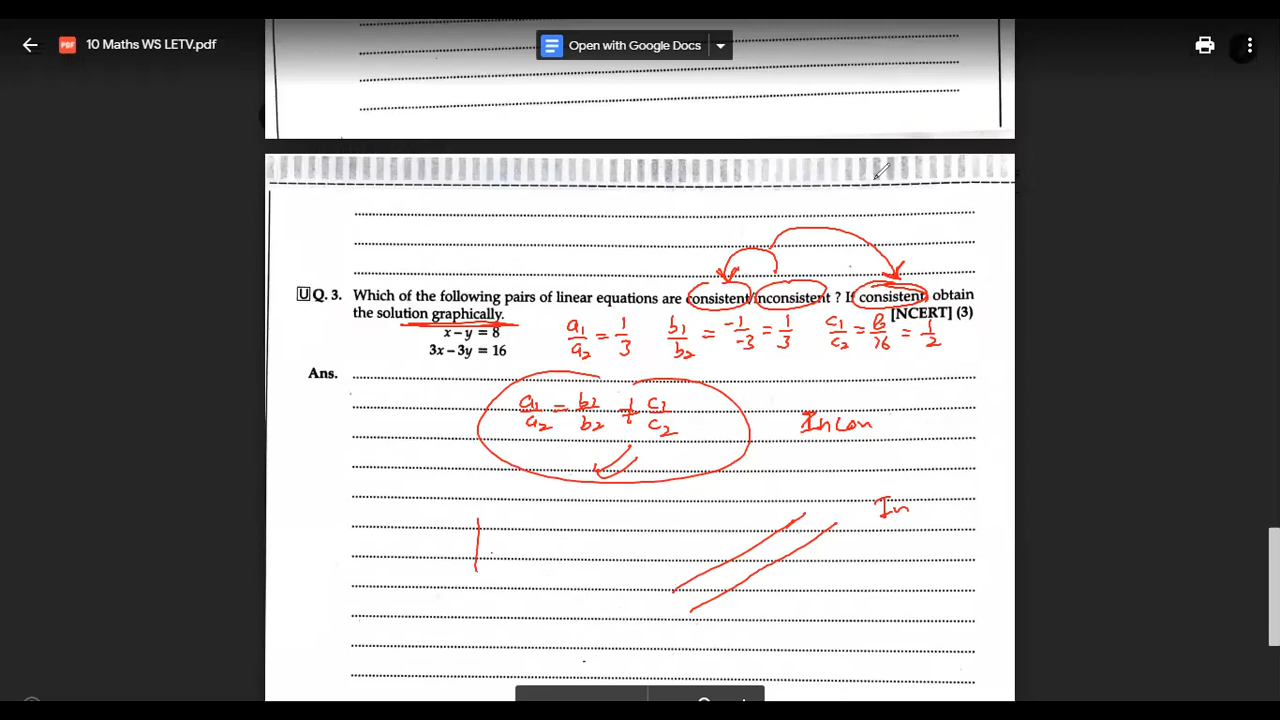 10 Maths WS LETV.pdf
Open with Google Docs
U Q. 3. Which of the following pairs of linear equations are consistent/inconsistent ? If consistent, obtain
the solution graphically. [NCERT] (3)
x – y = 8
3x – 3y = 16
a1/a2 = 1/3 b1/b2 = -1/-3 = 1/3 c1/c2 = 8/16 = 1/2
Ans.
a1/a2 = b1/b2 ≠ c1/c2 Incon
In